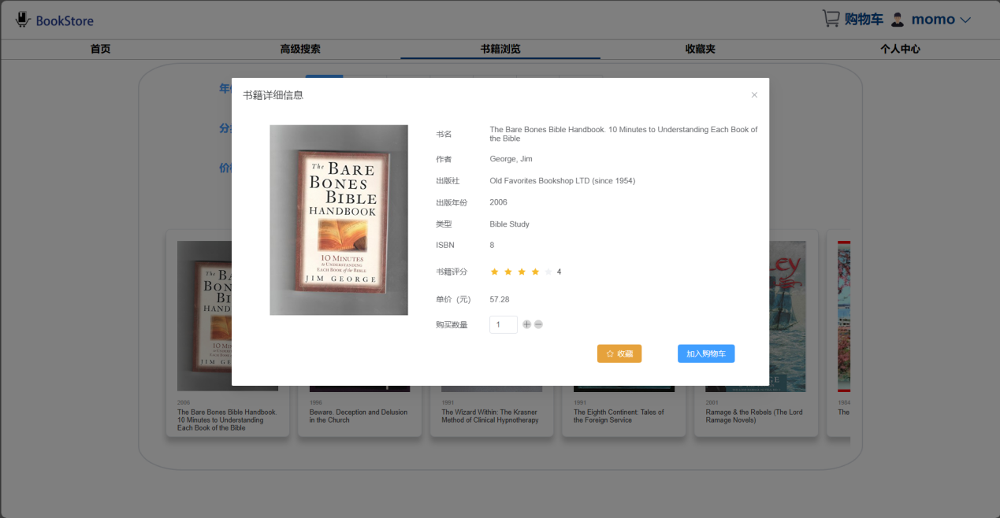 BookStore
购物车
momo
首页
高级搜索
书籍浏览
收藏夹
个人中心
书籍详细信息
The
BARE
BONES
BIBLE
HANDBOOK
10 MINUTES
to UNDERSTANDING
EACH BOOK of the BIBLE
JIM GEORGE
书名
The Bare Bones Bible Handbook. 10 Minutes to Understanding Each Book of
the Bible
作者
George, Jim
出版社
Old Favorites Bookshop LTD (since 1954)
出版年份
2006
类型
Bible Study
ISBN
8
书籍评分
4
单价（元）
57.28
购买数量
1
收藏
加入购物车
2006
The Bare Bones Bible Handbook.
10 Minutes to Understanding
Each Book of the Bible
1996
Beware. Deception and Delusion
in the Church
1991
The Wizard Within: The Krasner
Method of Clinical Hypnotherapy
1991
The Eighth Continent: Tales of
the Foreign Service
2001
Ramage & the Rebels (The Lord
Ramage Novels)
1984
The